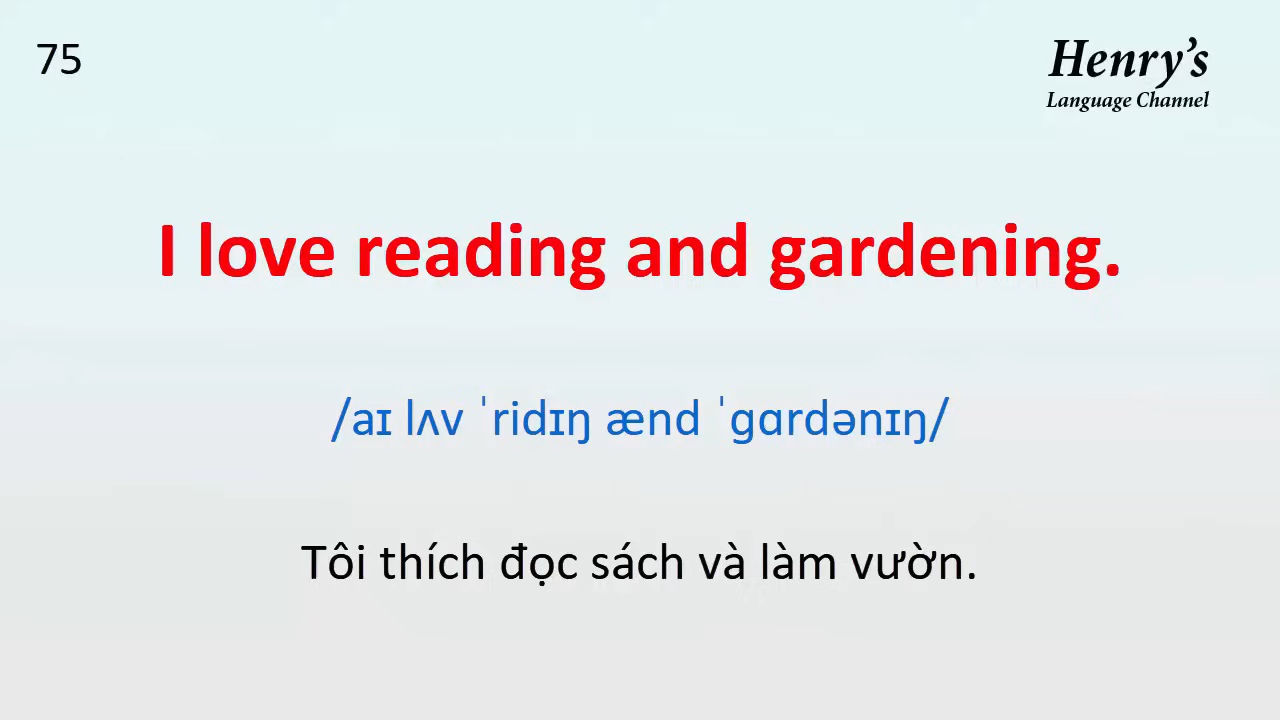 75
Henry's
Language Channel
I love reading and gardening.
/aɪ lʌv ˈridɪŋ ænd ˈɡɑrdənɪŋ/
Tôi thích đọc sách và làm vườn.